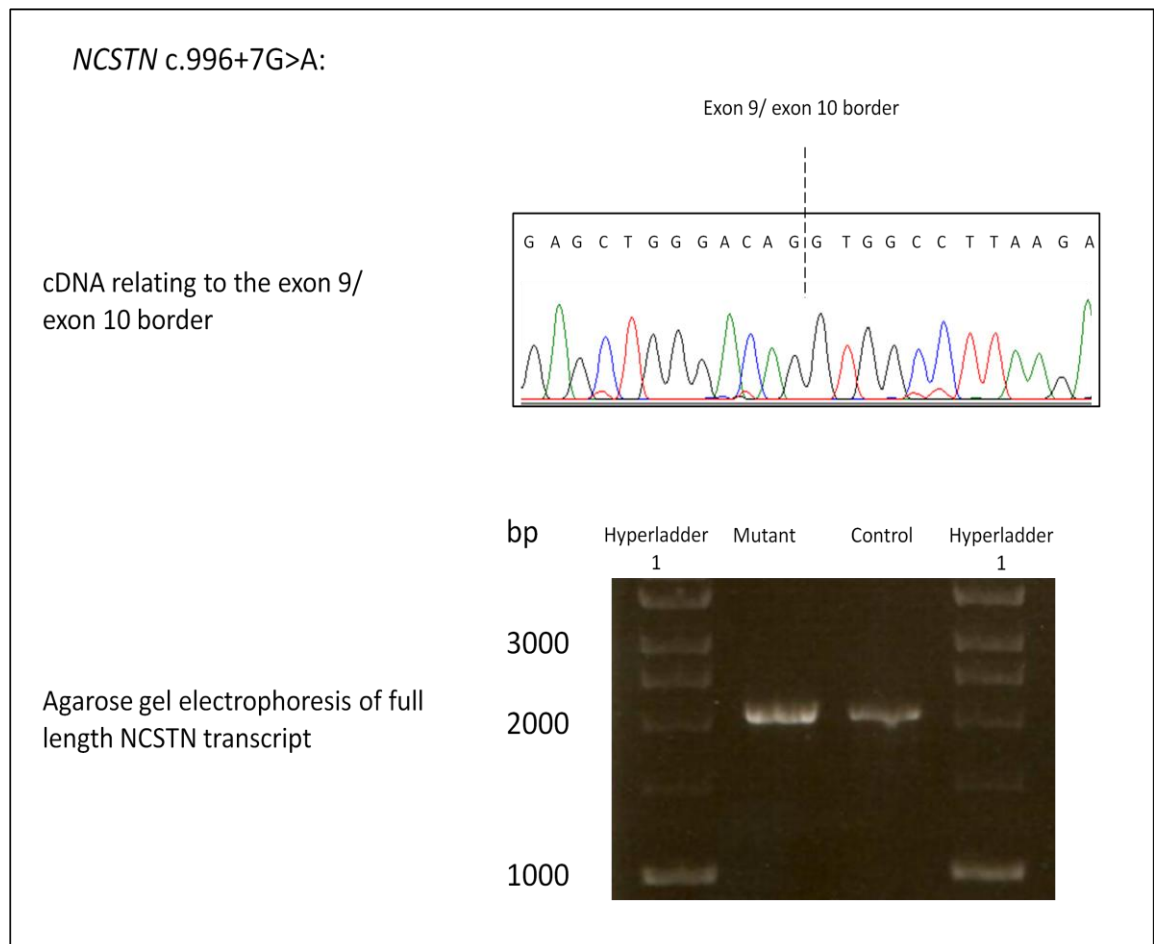 NCSTN c.996+7G>A:
Exon 9/ exon 10 border
G A G C T G G G A C A G G T G G C C T T A A G A
cDNA relating to the exon 9/
exon 10 border
bp
Hyperladder Mutant Control Hyperladder
1 1
3000
Agarose gel electrophoresis of full
2000
length NCSTN transcript
1000